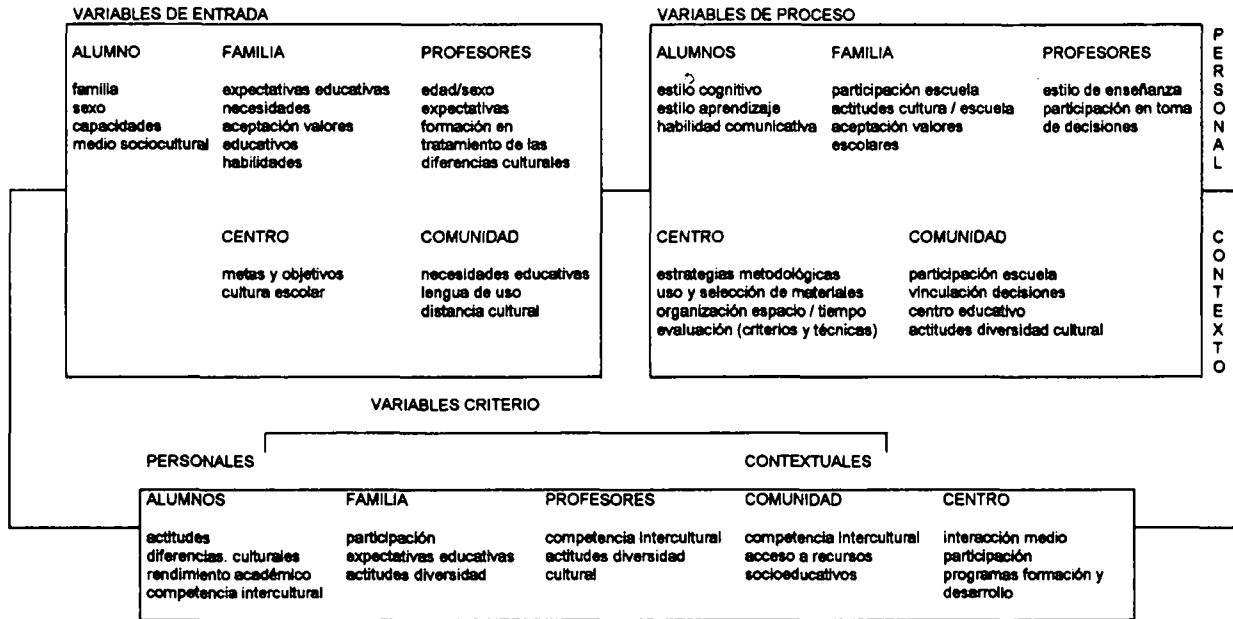 VARIABLES DE ENTRADA
ALUMNO
familia
sexo
capacidades
medio sociocultural
FAMILIA
expectativas educativas
necesidades
aceptación valores
educativos
habilidades
PROFESORES
edad/sexo
expectativas
formación en
tratamiento de las
diferencias culturales
CENTRO
metas y objetivos
cultura escolar
COMUNIDAD
necesidades educativas
lengua de uso
distancia cultural
VARIABLES DE PROCESO
ALUMNOS
estilo cognitivo
estilo aprendizaje
habilidad comunicativa
FAMILIA
participación escuela
actitudes cultura / escuela
aceptación valores
escolares
PROFESORES
estilo de enseñanza
participación en toma
de decisiones
CENTRO
estrategias metodológicas
uso y selección de materiales
organización espacio / tiempo
evaluación (criterios y técnicas)
COMUNIDAD
participación escuela
vinculación decisiones
centro educativo
actitudes diversidad cultural
PERSONAL
CONTEXTO
VARIABLES CRITERIO
PERSONALES
CONTEXTUALES
ALUMNOS
actitudes
diferencias. culturales
rendimiento académico
competencia intercultural
FAMILIA
participación
expectativas educativas
actitudes diversidad
PROFESORES
competencia Intercultural
actitudes diversidad
cultural
COMUNIDAD
competencia Intercultural
acceso a recursos
socioeducativos
CENTRO
interacción medio
participación
programas formación y
desarrollo